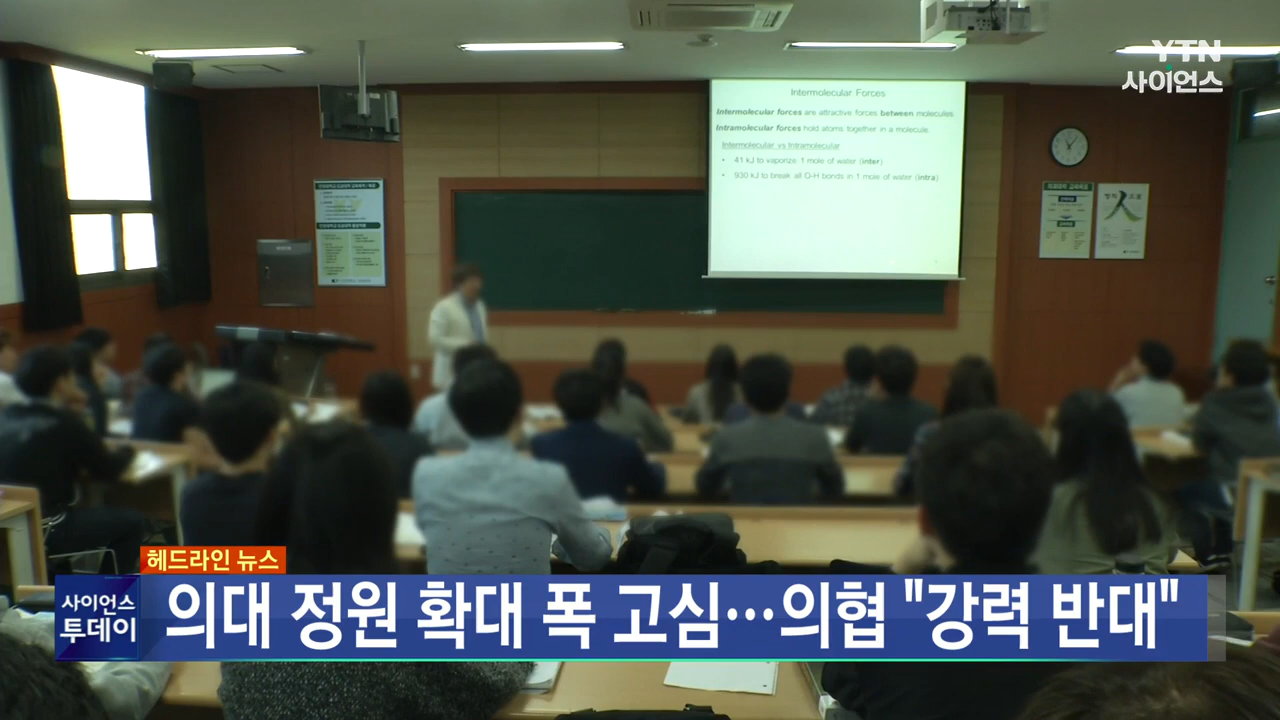 YTN
사이언스
Intermolecular Forces
Intermolecular forces are attractive forces between molecules.
Intramolecular forces hold atoms together in a molecule.
Intermolecular vs Intramolecular
• 41 kJ to vaporize 1 mole of water (inter)
• 930 kJ to break all O-H bonds in 1 mole of water (intra)
헤드라인 뉴스
사이언스
투데이
의대 정원 확대 폭 고심…의협 "강력 반대"